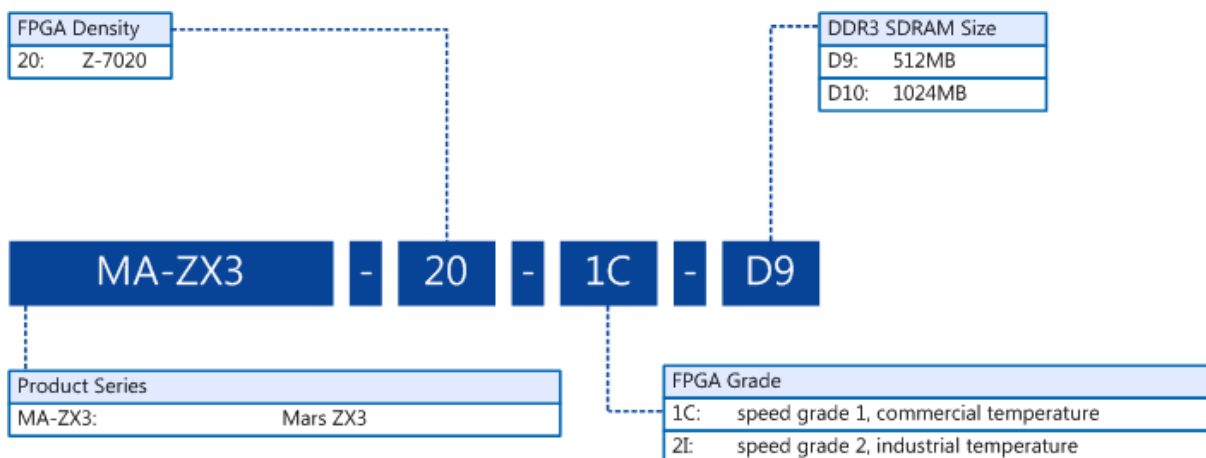 FPGA Density
20: Z-7020
DDR3 SDRAM Size
D9: 512MB
D10: 1024MB
MA-ZX3 - 20 - 1C - D9
Product Series
MA-ZX3: Mars ZX3
FPGA Grade
1C: speed grade 1, commercial temperature
2I: speed grade 2, industrial temperature